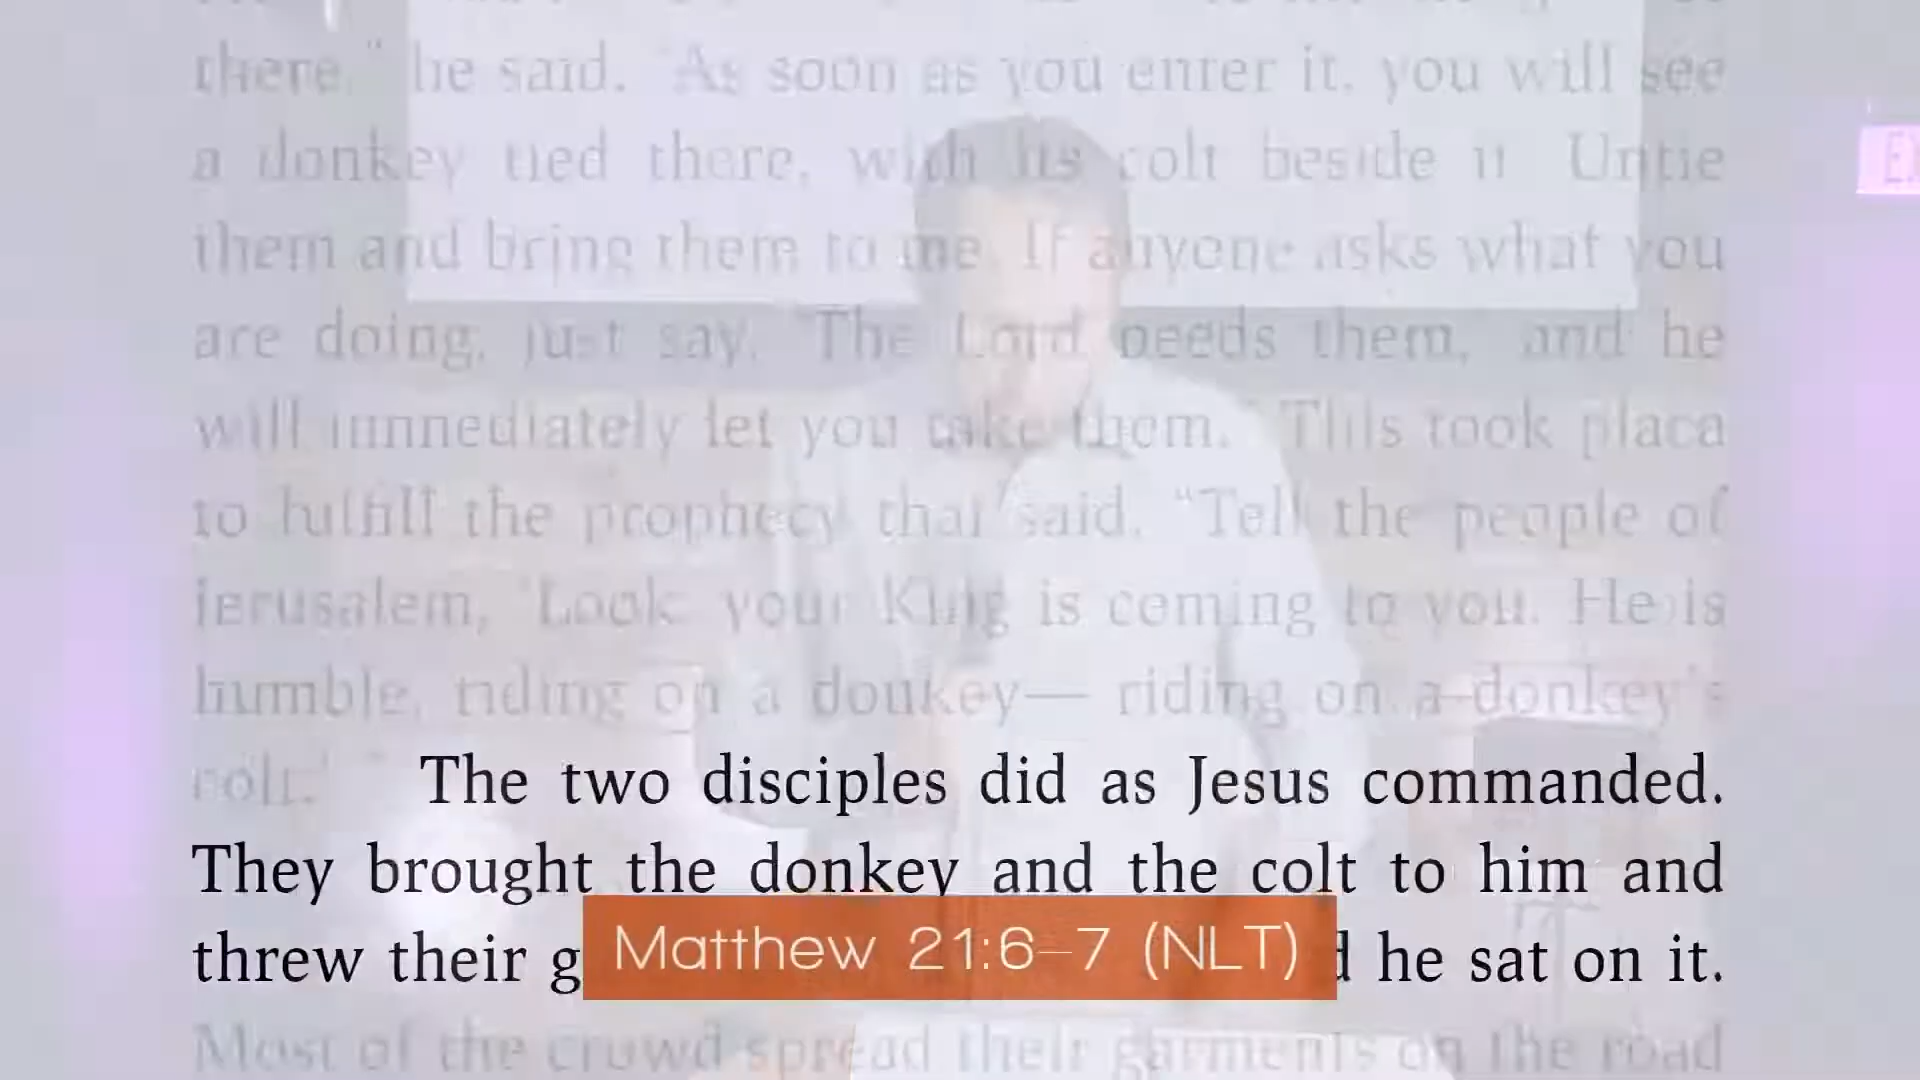 there," he said. "As soon as you enter it, you will see
a donkey tied there, with its colt beside it. Untie
them and bring them to me. If anyone asks what you
are doing, just say, 'The Lord needs them,' and he
will immediately let you take them." This took place
to fulfill the prophecy that said, "Tell the people of
Jerusalem, 'Look, your King is coming to you. He is
humble, riding on a donkey— riding on a donkey's
colt.'" The two disciples did as Jesus commanded.
They brought the donkey and the colt to him and
threw their he sat on it.
Matthew 21:6–7 (NLT)
Most of the crowd spread their garments on the road